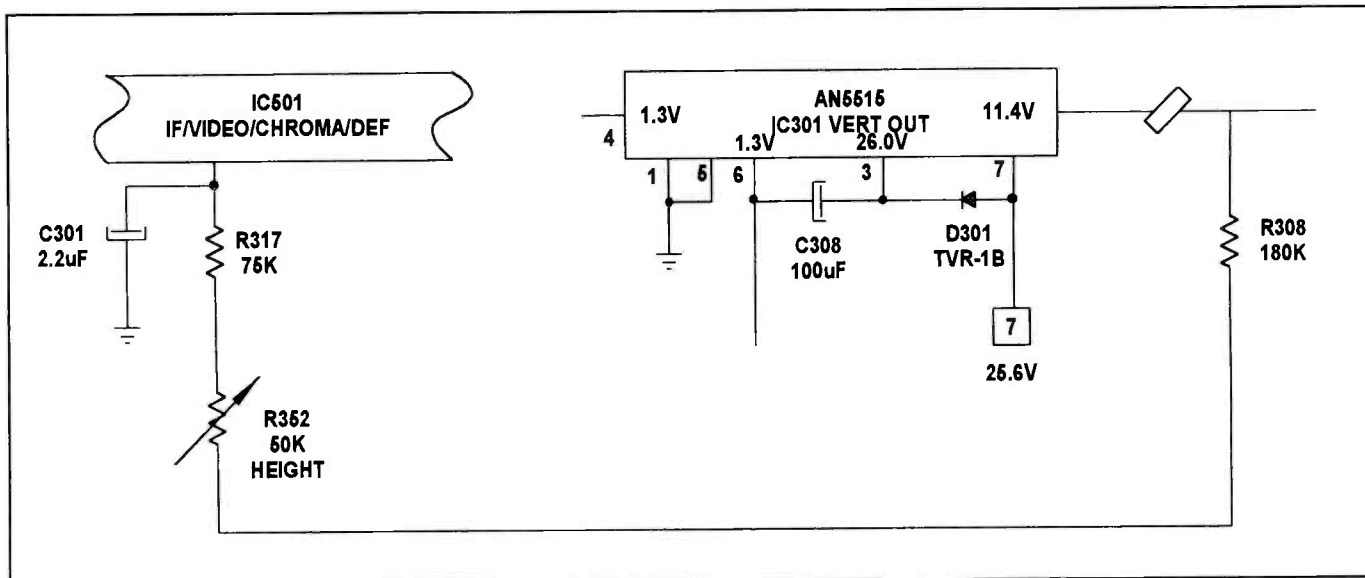 IC501
IF/VIDEO/CHROMA/DEF
C301
2.2uF
R317
75K
R352
50K
HEIGHT
AN5515
IC301 VERT OUT
1.3V
11.4V
1.3V
26.0V
4
1
5
6
3
7
C308
100uF
D301
TVR-1B
7
25.6V
R308
180K